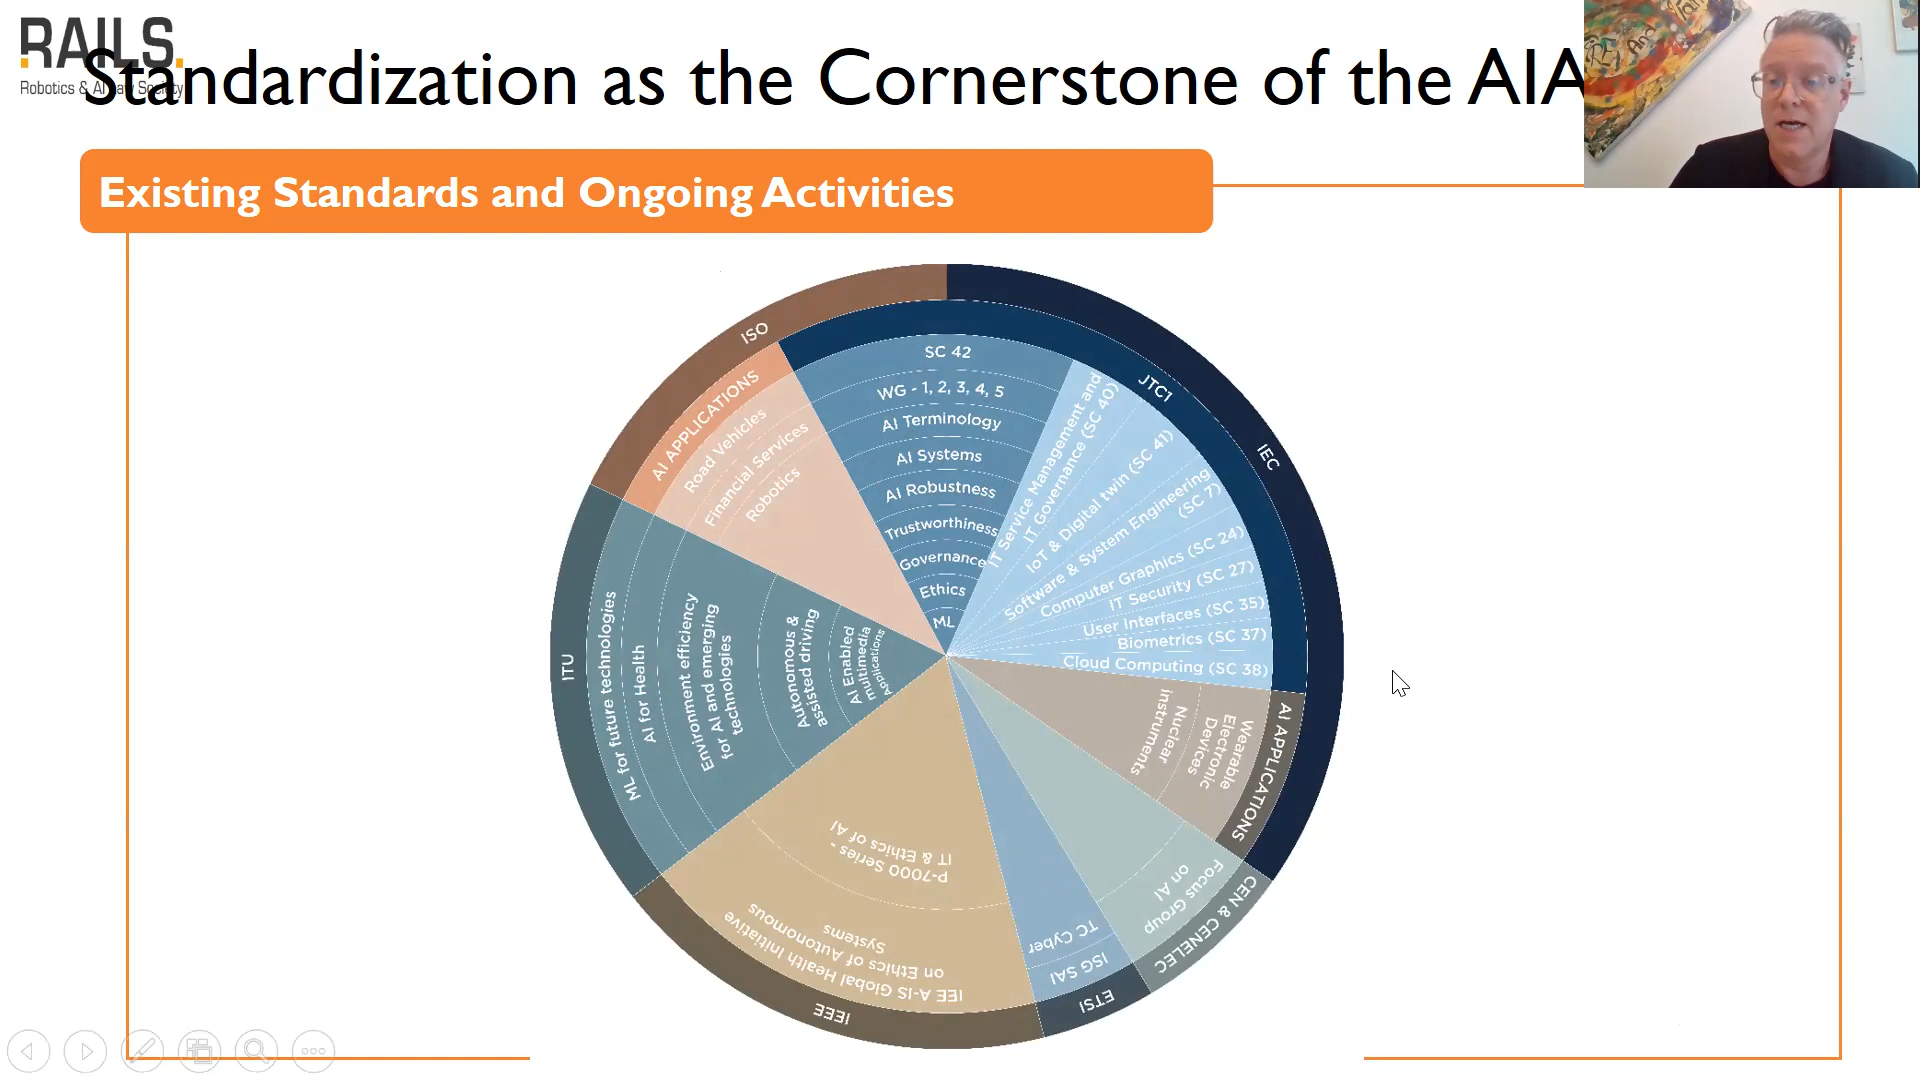 RAILS.
Robotics & AI Law Society
Standardization as the Cornerstone of the AIA
Existing Standards and Ongoing Activities
ISO
AI APPLICATIONS
Road Vehicles
Financial Services
Robotics
SC 42
WG - 1, 2, 3, 4, 5
AI Terminology
AI Systems
AI Robustness
Trustworthiness
Governance
Ethics
ML
JTC1
IEC
IT Service Management and
IT Governance (SC 40)
IoT & Digital twin (SC 41)
Software & System Engineering
(SC 7)
Computer Graphics (SC 24)
IT Security (SC 27)
User Interfaces (SC 35)
Biometrics (SC 37)
Cloud Computing (SC 38)
AI APPLICATIONS
Wearable
Electronic
Devices
Nuclear
instruments
CEN & CENELEC
Focus Group
on AI
ETSI
ISG SAI
TC Cyber
IEEE
IEE A-IS Global Health Initiative
on Ethics of Autonomous
Systems
P-7000 Series -
IT & Ethics of AI
ITU
ML for future technologies
AI for Health
Environment efficiency
for AI and emerging
technologies
Autonomous &
assisted driving
AI Enabled
multimedia
Applications